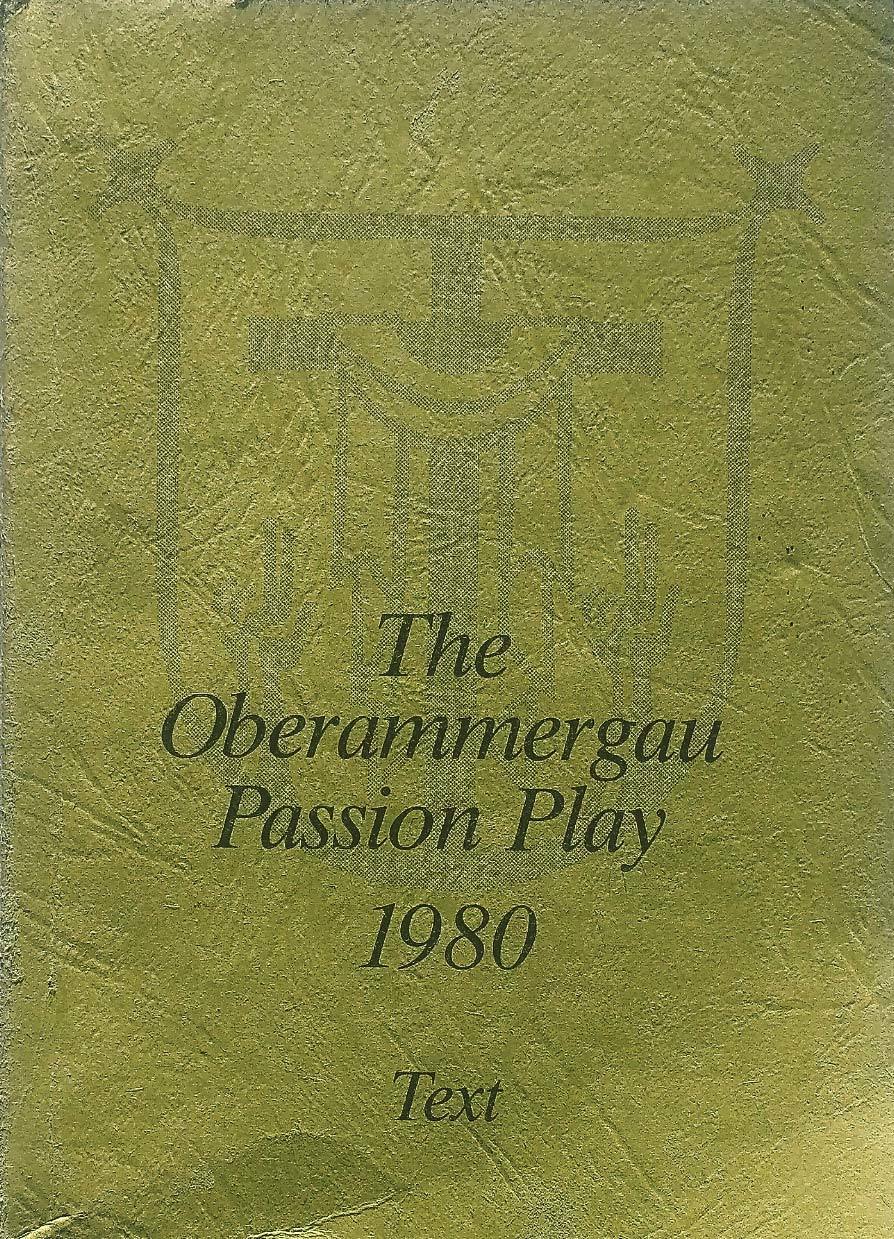 The
Oberammergau
Passion Play
1980
Text